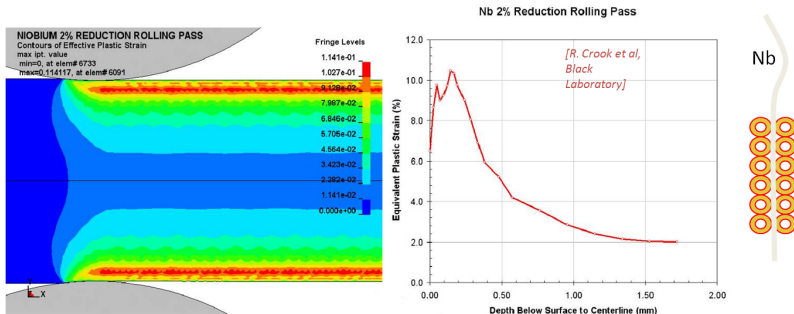 Nb 2% Reduction Rolling Pass
NIOBIUM 2% REDUCTION ROLLING PASS
Contours of Effective Plastic Strain
max ipt. value
min=0, at elem# 6733
max=0.114117, at elem# 6091
Fringe Levels
1.141e-01
1.027e-01
9.129e-02
7.987e-02
6.846e-02
5.705e-02
4.564e-02
3.423e-02
2.282e-02
1.141e-02
0.000e+00
X
Equivalent Plastic Strain (%)
12.0
10.0
8.0
6.0
4.0
2.0
0.0
0.00
0.50
1.00
1.50
2.00
Depth Below Surface to Centerline (mm)
[R. Crook et al,
Black
Laboratory]
Nb